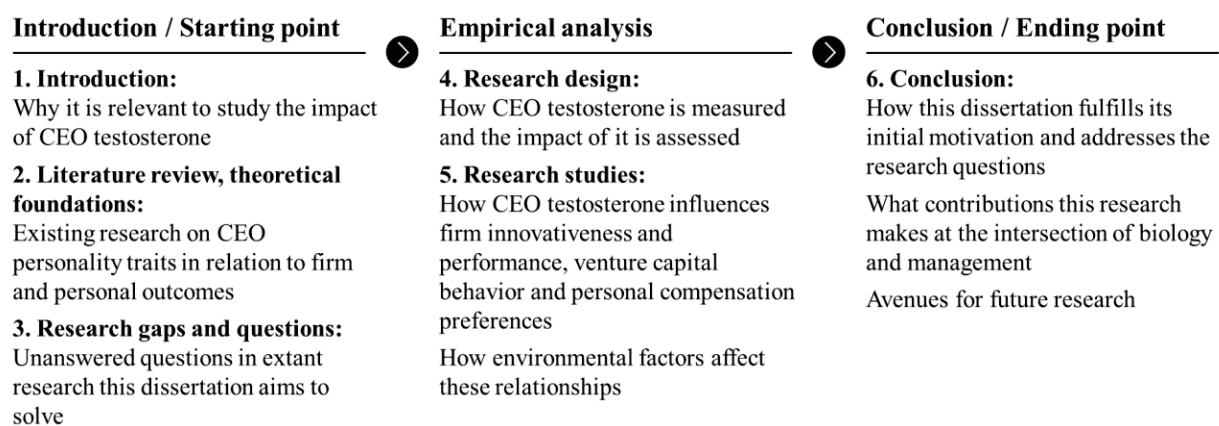 Introduction / Starting point
1. Introduction:
Why it is relevant to study the impact
of CEO testosterone
2. Literature review, theoretical
foundations:
Existing research on CEO
personality traits in relation to firm
and personal outcomes
3. Research gaps and questions:
Unanswered questions in extant
research this dissertation aims to
solve
Empirical analysis
4. Research design:
How CEO testosterone is measured
and the impact of it is assessed
5. Research studies:
How CEO testosterone influences
firm innovativeness and
performance, venture capital
behavior and personal compensation
preferences
How environmental factors affect
these relationships
Conclusion / Ending point
6. Conclusion:
How this dissertation fulfills its
initial motivation and addresses the
research questions
What contributions this research
makes at the intersection of biology
and management
Avenues for future research